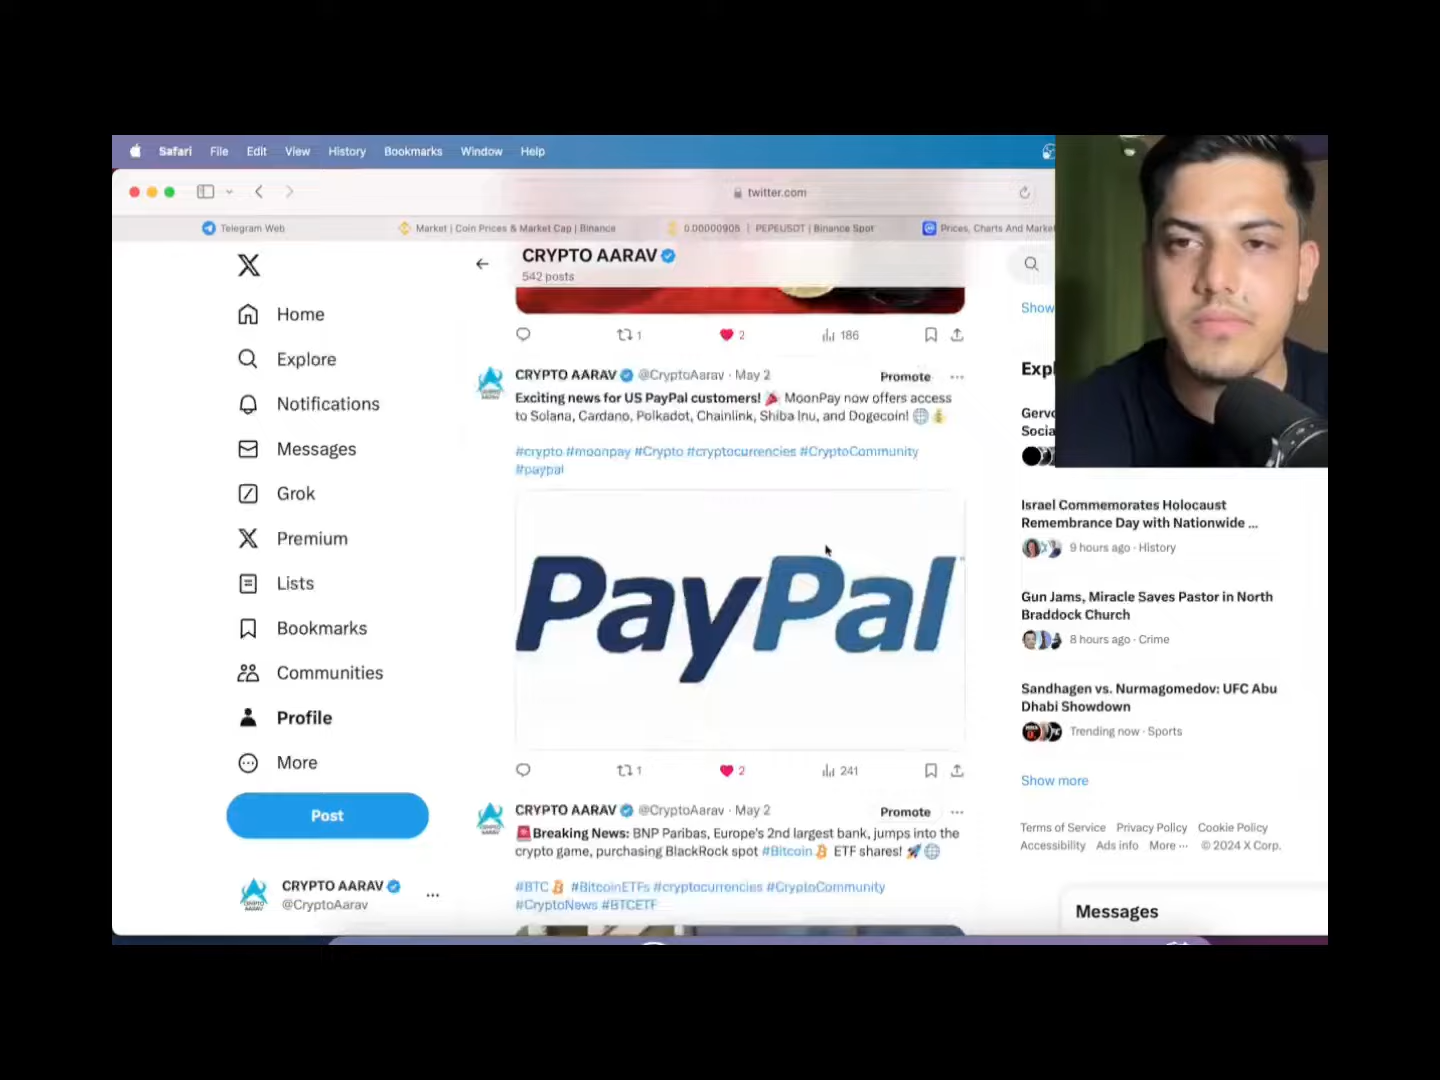 Safari File Edit View History Bookmarks Window Help
twitter.com
Telegram Web
Market | Coin Prices & Market Cap | Binance
0.00000905 | PEPEUSDT | Binance Spot
Prices, Charts And Market
CRYPTO AARAV
542 posts
Home
Explore
Notifications
Messages
Grok
Premium
Lists
Bookmarks
Communities
Profile
More
Post
CRYPTO AARAV
@CryptoAarav
1 2 186
CRYPTO AARAV @CryptoAarav · May 2
Promote
Exciting news for US PayPal customers! 🎉 MoonPay now offers access
to Solana, Cardano, Polkadot, Chainlink, Shiba Inu, and Dogecoin! 🌐💰
#crypto #moonpay #Crypto #cryptocurrencies #CryptoCommunity
#paypal
PayPal
1 2 241
CRYPTO AARAV @CryptoAarav · May 2
Promote
🚨Breaking News: BNP Paribas, Europe's 2nd largest bank, jumps into the
crypto game, purchasing BlackRock spot #Bitcoin ETF shares! 🚀🌐
#BTC #BitcoinETFs #cryptocurrencies #CryptoCommunity
#CryptoNews #BTCETF
Show
Expl
Gervo
Socia
Israel Commemorates Holocaust
Remembrance Day with Nationwide ...
9 hours ago · History
Gun Jams, Miracle Saves Pastor in North
Braddock Church
8 hours ago · Crime
Sandhagen vs. Nurmagomedov: UFC Abu
Dhabi Showdown
Trending now · Sports
Show more
Terms of Service Privacy Policy Cookie Policy
Accessibility Ads info More ··· © 2024 X Corp.
Messages